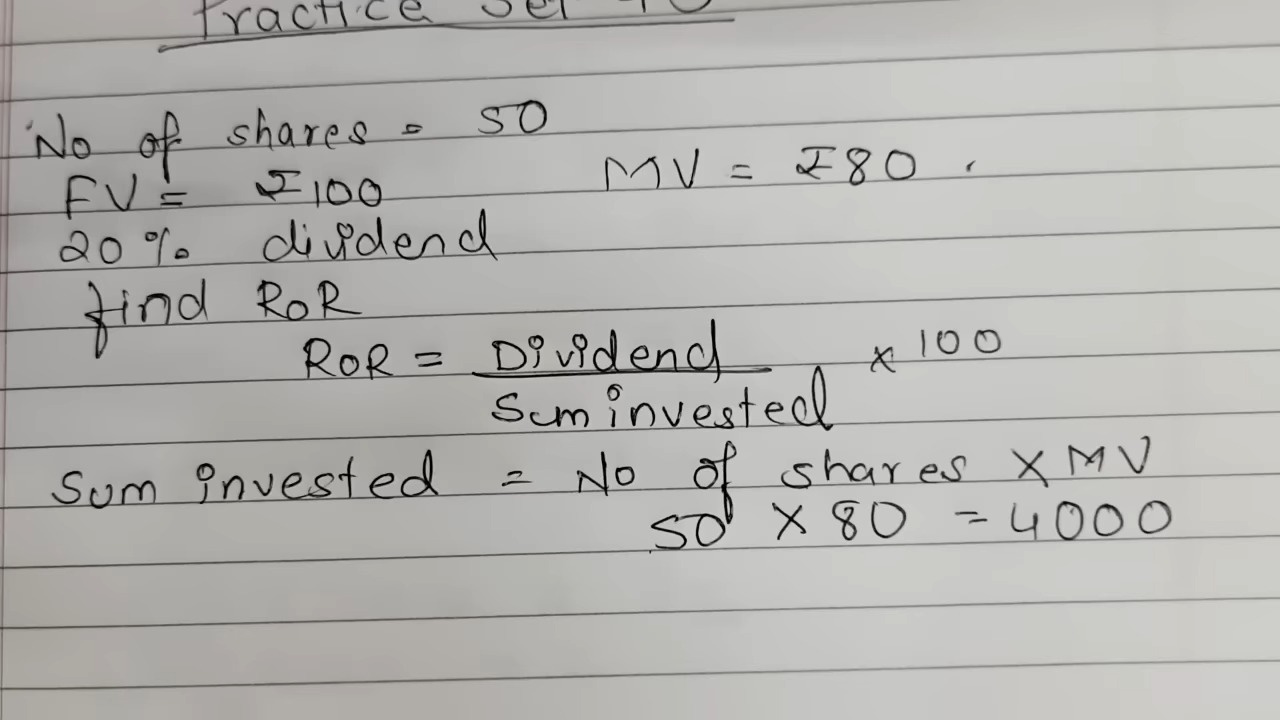 Practice Set
No of shares = 50
FV = ₹100 MV = ₹80.
20% dividend
find ROR
ROR = Dividend × 100
Sum invested
Sum invested = No of shares × MV
50 × 80 = 4000